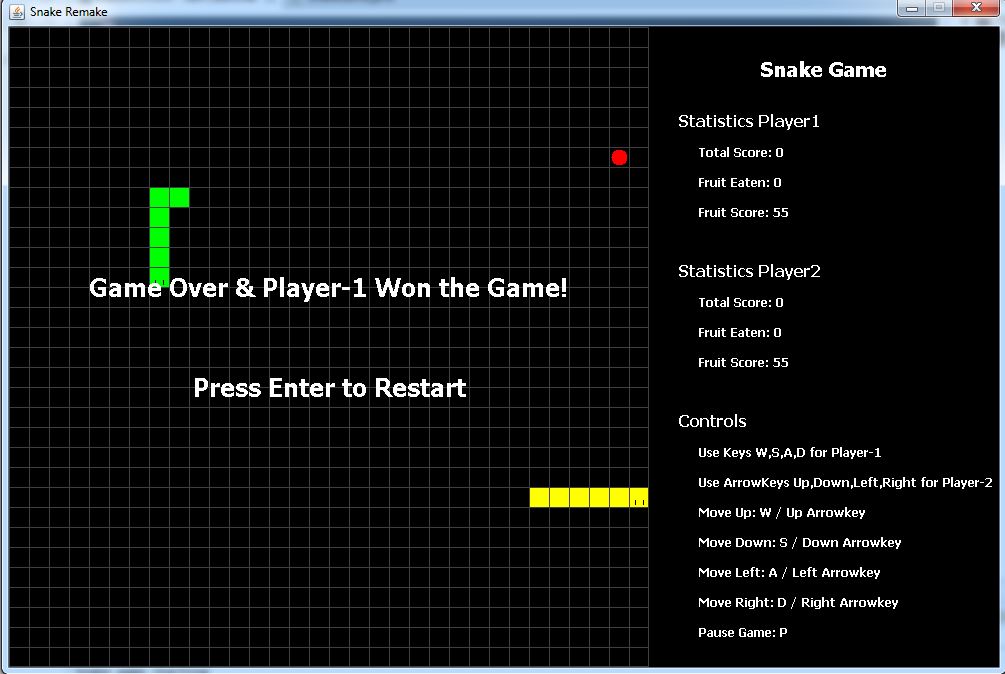 Snake Remake
Snake Game
Statistics Player1
Total Score: 0
Fruit Eaten: 0
Fruit Score: 55
Game Over & Player-1 Won the Game!
Press Enter to Restart
Statistics Player2
Total Score: 0
Fruit Eaten: 0
Fruit Score: 55
Controls
Use Keys W,S,A,D for Player-1
Use ArrowKeys Up,Down,Left,Right for Player-2
Move Up: W / Up Arrowkey
Move Down: S / Down Arrowkey
Move Left: A / Left Arrowkey
Move Right: D / Right Arrowkey
Pause Game: P